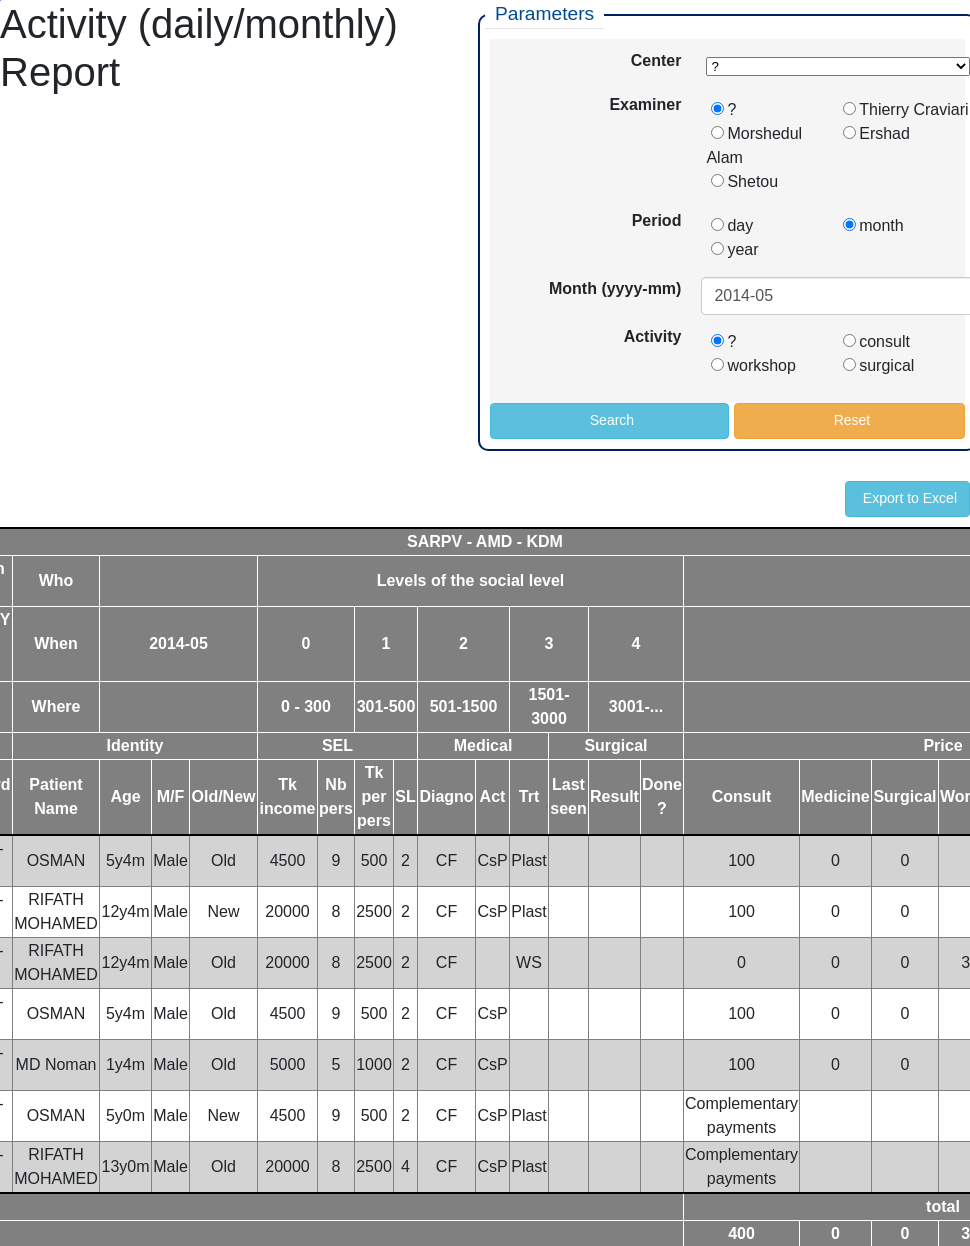 Activity (daily/monthly)
Report
Parameters
Center ?
Examiner ? Thierry Craviari
Morshedul Ershad
Alam
Shetou
Period day month
year
Month (yyyy-mm) 2014-05
Activity ? consult
workshop surgical
Search Reset
Export to Excel
SARPV - AMD - KDM
Who Levels of the social level
When 2014-05 0 1 2 3 4
Where 0 - 300 301-500 501-1500 1501-3000 3001-...
Identity SEL Medical Surgical Price
Patient Name Age M/F Old/New Tk income Nb pers Tk per pers SL Diagno Act Trt Last seen Result Done ? Consult Medicine Surgical
OSMAN 5y4m Male Old 4500 9 500 2 CF CsP Plast 100 0 0
RIFATH MOHAMED 12y4m Male New 20000 8 2500 2 CF CsP Plast 100 0 0
RIFATH MOHAMED 12y4m Male Old 20000 8 2500 2 CF WS 0 0 0 3
OSMAN 5y4m Male Old 4500 9 500 2 CF CsP 100 0 0
MD Noman 1y4m Male Old 5000 5 1000 2 CF CsP 100 0 0
OSMAN 5y0m Male New 4500 9 500 2 CF CsP Plast Complementary payments
RIFATH MOHAMED 13y0m Male Old 20000 8 2500 4 CF CsP Plast Complementary payments
total
400 0 0 3